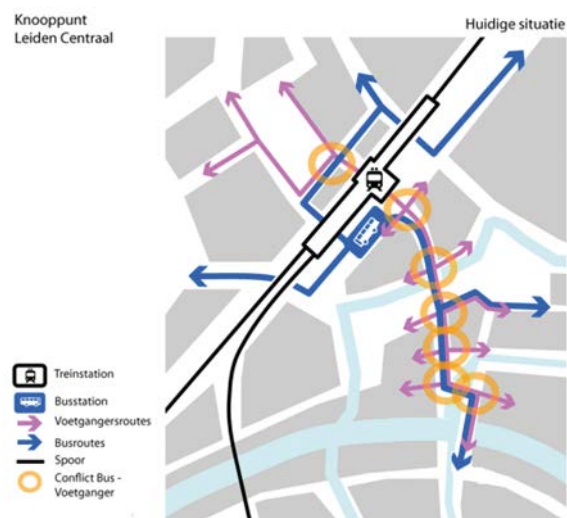 Knooppunt
Leiden Centraal
Huidige situatie
Treinstation
Busstation
Voetgangersroutes
Busroutes
Spoor
Conflict Bus -
Voetganger